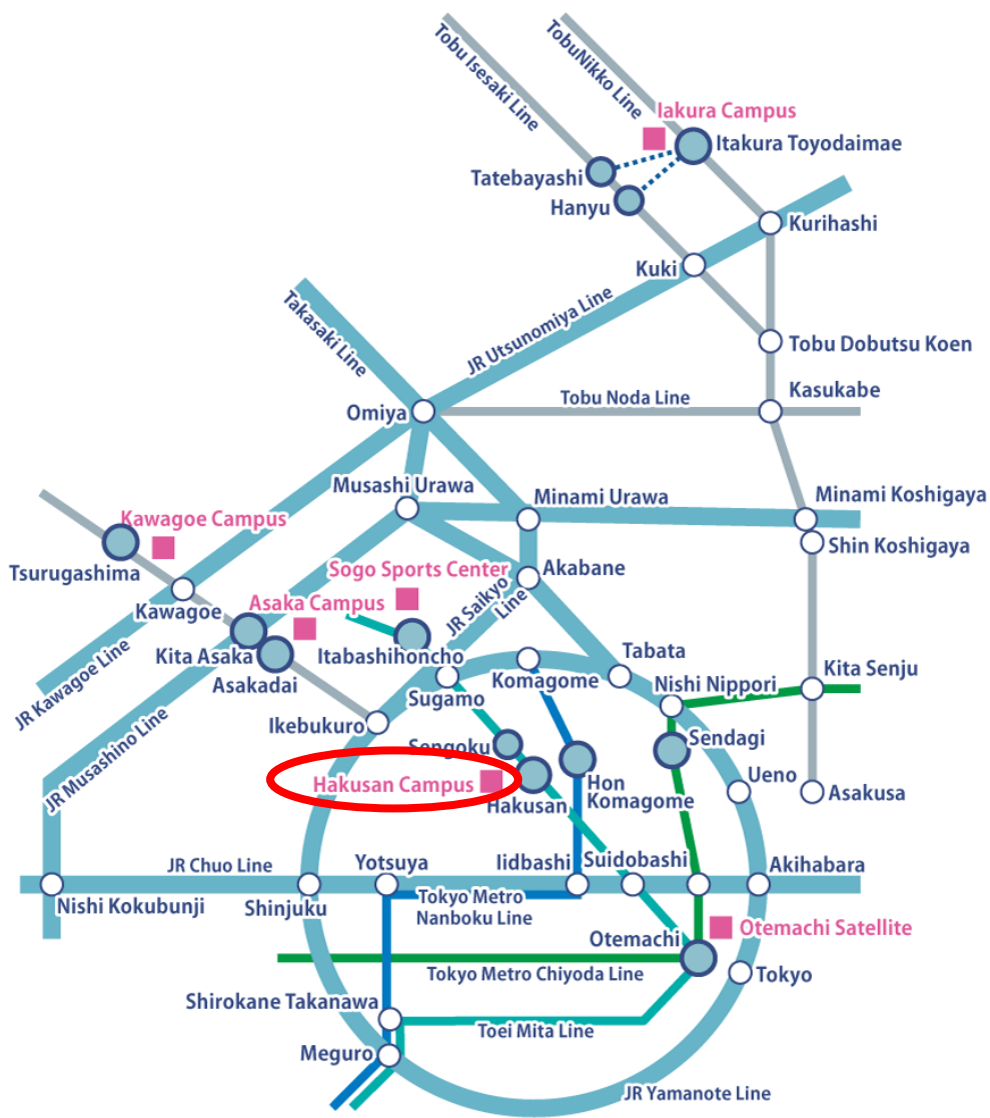 Tobu Isesaki Line
TobuNikko Line
Iakura Campus
Itakura Toyodaimae
Tatebayashi
Hanyu
Kurihashi
Kuki
Takasaki Line
JR Utsunomiya Line
Tobu Dobutsu Koen
Kasukabe
Tobu Noda Line
Omiya
Musashi Urawa
Minami Urawa
Minami Koshigaya
Kawagoe Campus
Shin Koshigaya
Tsurugashima
Sogo Sports Center
Akabane
JR Saikyo
Line
Kawagoe
Asaka Campus
Kita Asaka
Itabashihoncho
Asakadai
JR Kawagoe Line
Tabata
Komagome
Nishi Nippori
Kita Senju
Sugamo
Ikebukuro
JR Musashino Line
Sengoku
Sendagi
Hakusan Campus
Hakusan
Hon
Komagome
Ueno
Asakusa
JR Chuo Line
Yotsuya
Iidbashi
Suidobashi
Akihabara
Nishi Kokubunji
Shinjuku
Tokyo Metro
Nanboku Line
Otemachi
Otemachi Satellite
Tokyo Metro Chiyoda Line
Tokyo
Shirokane Takanawa
Toei Mita Line
Meguro
JR Yamanote Line